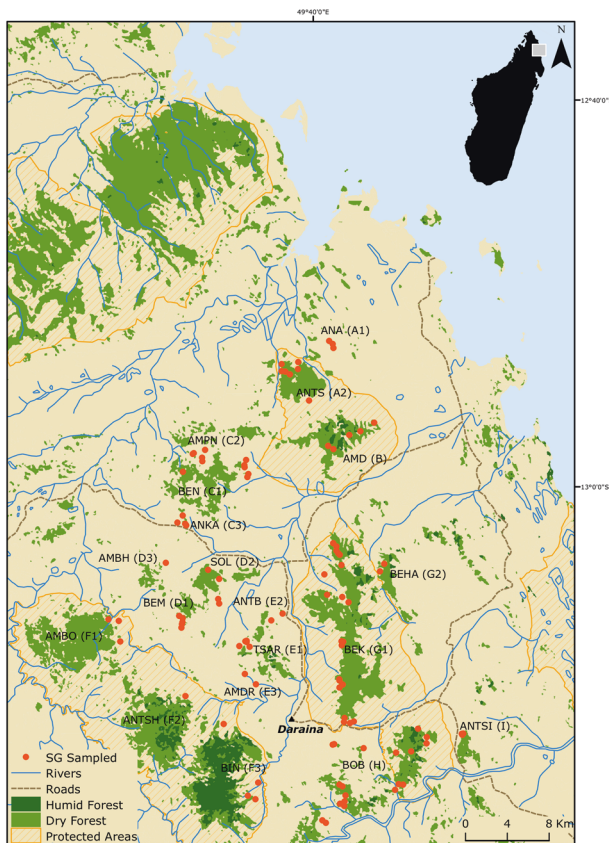 49°40'0"E
N
12°40'0"
ANA (A1)
ANTS (A2)
AMPN (C2)
AMD (B)
BEN (C1)
13°0'0"S
ANKA (C3)
AMBH (D3)
SOL (D2)
BEHA (G2)
BEM (D1)
ANTB (E2)
AMBO (F1)
TSAR (E1)
BEK (G1)
AMDR (E3)
ANTSH (F2)
Daraina
ANTSI (I)
BIN (F3)
BOB (H)
SG Sampled
Rivers
Roads
Humid Forest
Dry Forest
Protected Areas
0 4 8 Km